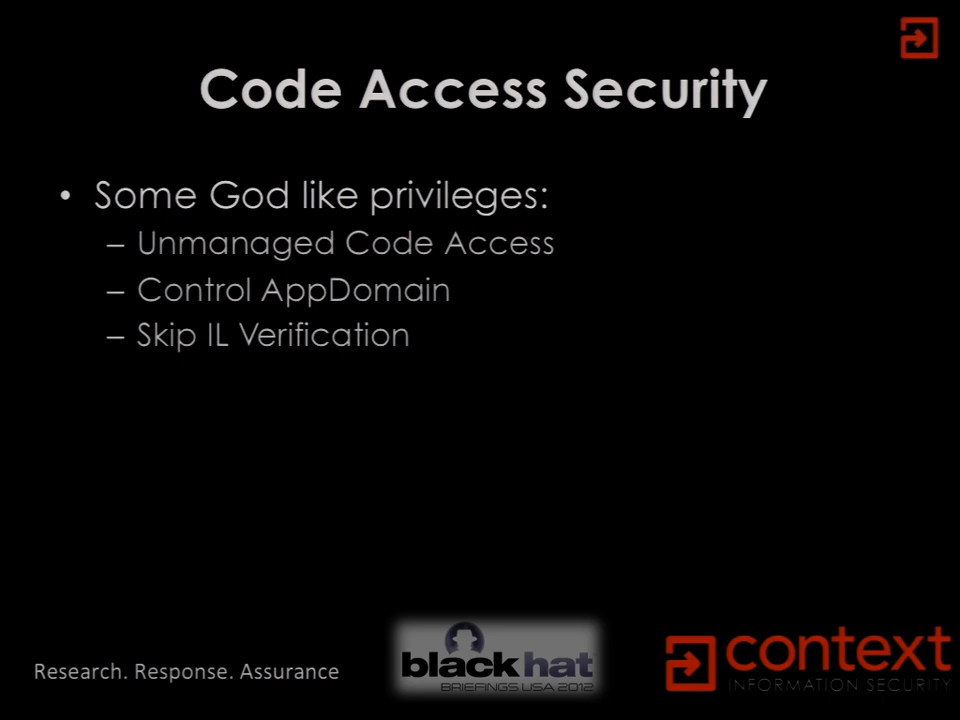 Code Access Security
• Some God like privileges:
– Unmanaged Code Access
– Control AppDomain
– Skip IL Verification
Research. Response. Assurance
black hat
BRIEFINGS USA 2012
context
INFORMATION SECURITY